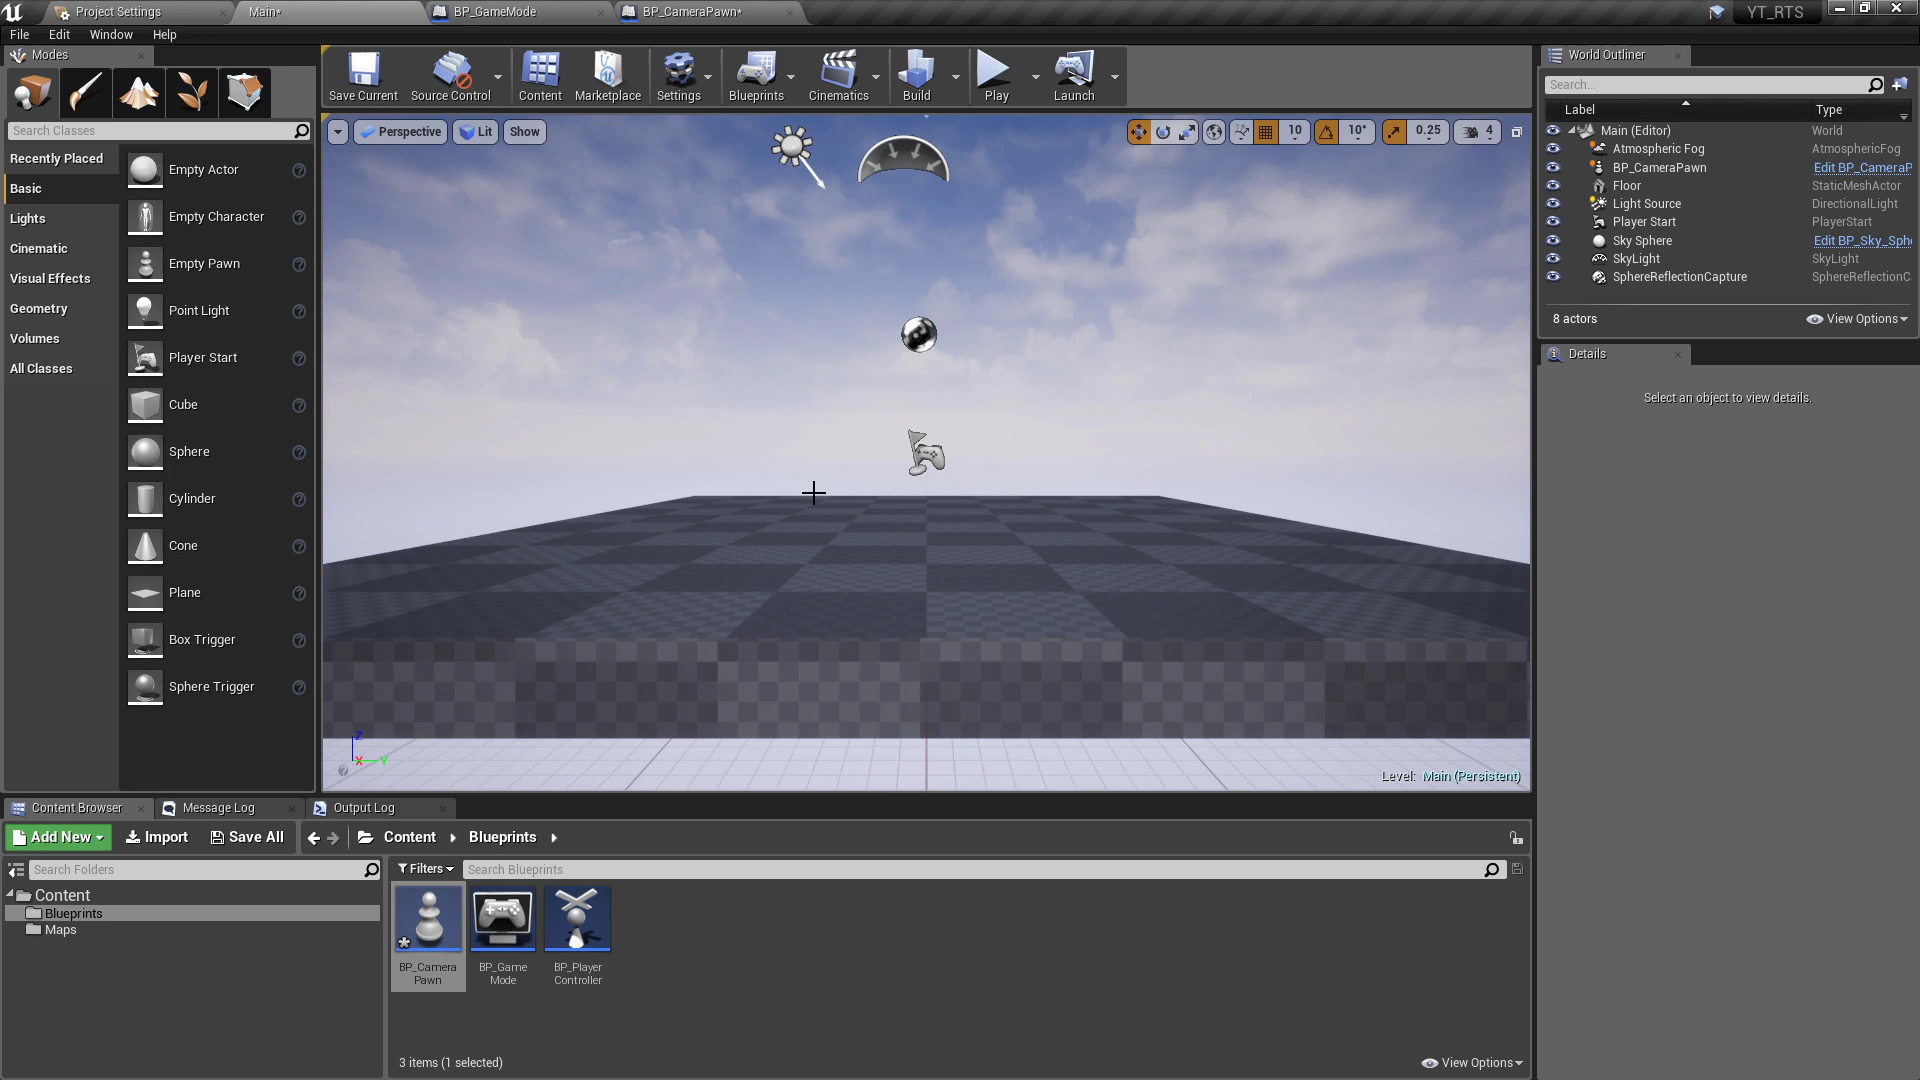 Project Settings
Main*
BP_GameMode
BP_CameraPawn*
YT_RTS
File Edit Window Help
Modes
Save Current
Source Control
Content
Marketplace
Settings
Blueprints
Cinematics
Build
Play
Launch
World Outliner
Search Classes
Search...
Label Type
Recently Placed
Basic
Lights
Cinematic
Visual Effects
Geometry
Volumes
All Classes
Empty Actor
Empty Character
Empty Pawn
Point Light
Player Start
Cube
Sphere
Cylinder
Cone
Plane
Box Trigger
Sphere Trigger
Perspective Lit Show
10 10° 0.25 4
Main (Editor) World
Atmospheric Fog AtmosphericFog
BP_CameraPawn Edit BP_CameraP
Floor StaticMeshActor
Light Source DirectionalLight
Player Start PlayerStart
Sky Sphere Edit BP_Sky_Sph
SkyLight SkyLight
SphereReflectionCapture SphereReflectionC
8 actors View Options
Details
Select an object to view details.
Z
X Y
Level: Main (Persistent)
Content Browser
Message Log
Output Log
Add New Import Save All Content Blueprints
Search Folders
Filters Search Blueprints
Content
Blueprints
Maps
BP_Camera
Pawn
BP_Game
Mode
BP_Player
Controller
3 items (1 selected) View Options